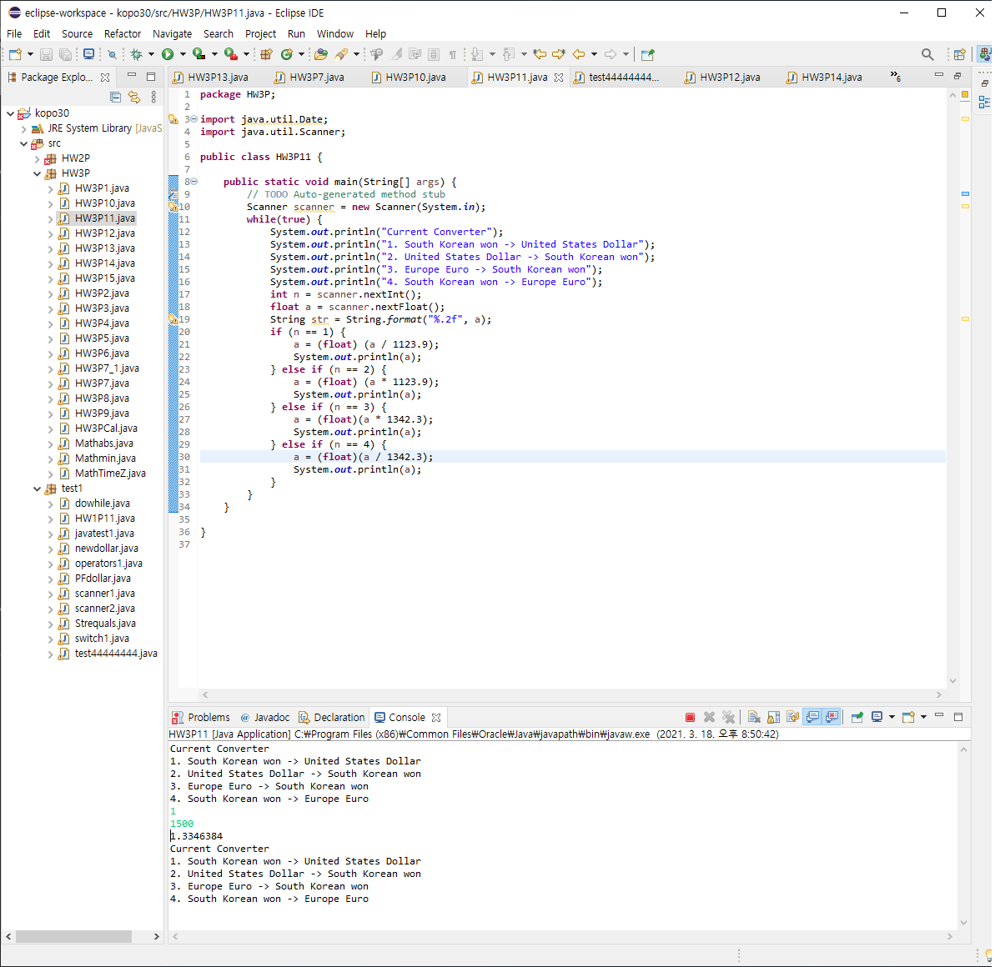 eclipse-workspace - kopo30/src/HW3P/HW3P11.java - Eclipse IDE
File Edit Source Refactor Navigate Search Project Run Window Help
Package Explo...
HW3P13.java HW3P7.java HW3P10.java HW3P11.java test44444444... HW3P12.java HW3P14.java »6
kopo30
JRE System Library [JavaS
src
HW2P
HW3P
HW3P1.java
HW3P10.java
HW3P11.java
HW3P12.java
HW3P13.java
HW3P14.java
HW3P15.java
HW3P2.java
HW3P3.java
HW3P4.java
HW3P5.java
HW3P6.java
HW3P7_1.java
HW3P7.java
HW3P8.java
HW3P9.java
HW3PCal.java
Mathabs.java
Mathmin.java
MathTimeZ.java
test1
dowhile.java
HW1P11.java
javatest1.java
newdollar.java
operators1.java
PFdollar.java
scanner1.java
scanner2.java
Strequals.java
switch1.java
test44444444.java
1 package HW3P;
2
3 import java.util.Date;
4 import java.util.Scanner;
5
6 public class HW3P11 {
7
8     public static void main(String[] args) {
9         // TODO Auto-generated method stub
10         Scanner scanner = new Scanner(System.in);
11         while(true) {
12             System.out.println("Current Converter");
13             System.out.println("1. South Korean won -> United States Dollar");
14             System.out.println("2. United States Dollar -> South Korean won");
15             System.out.println("3. Europe Euro -> South Korean won");
16             System.out.println("4. South Korean won -> Europe Euro");
17             int n = scanner.nextInt();
18             float a = scanner.nextFloat();
19             String str = String.format("%.2f", a);
20             if (n == 1) {
21                 a = (float) (a / 1123.9);
22                 System.out.println(a);
23             } else if (n == 2) {
24                 a = (float) (a * 1123.9);
25                 System.out.println(a);
26             } else if (n == 3) {
27                 a = (float)(a * 1342.3);
28                 System.out.println(a);
29             } else if (n == 4) {
30                 a = (float)(a / 1342.3);
31                 System.out.println(a);
32             }
33         }
34     }
35
36 }
37
Problems @ Javadoc Declaration Console
HW3P11 [Java Application] C:₩Program Files (x86)₩Common Files₩Oracle₩Java₩javapath₩bin₩javaw.exe (2021. 3. 18. 오후 8:50:42)
Current Converter
1. South Korean won -> United States Dollar
2. United States Dollar -> South Korean won
3. Europe Euro -> South Korean won
4. South Korean won -> Europe Euro
1
1500
1.3346384
Current Converter
1. South Korean won -> United States Dollar
2. United States Dollar -> South Korean won
3. Europe Euro -> South Korean won
4. South Korean won -> Europe Euro